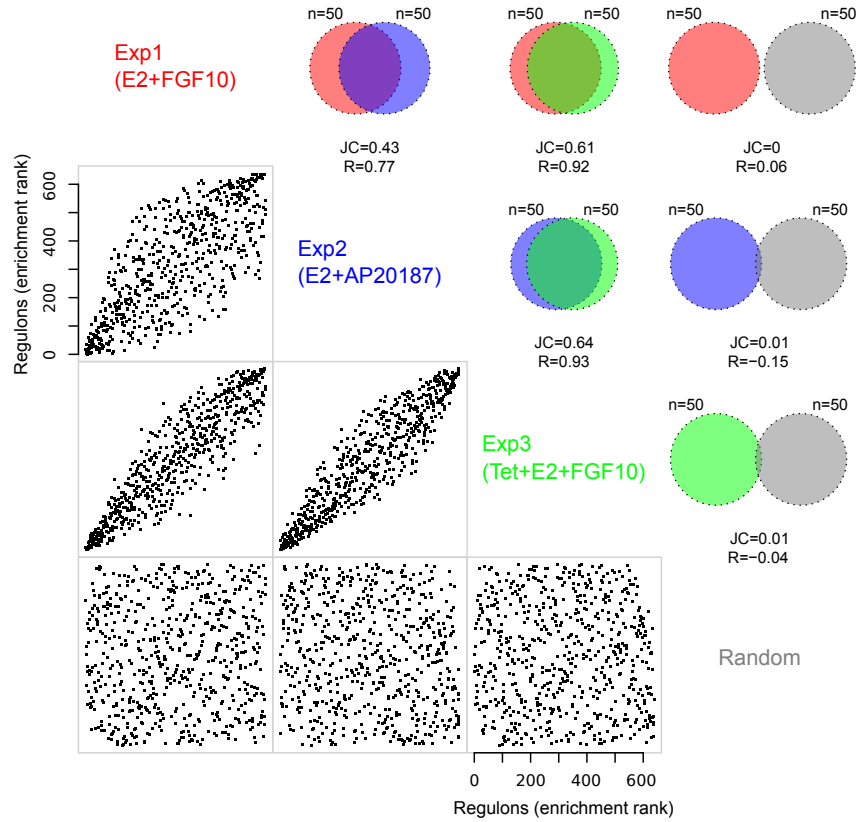 n=50 n=50
n=50 n=50
n=50 n=50
Exp1
(E2+FGF10)
JC=0.43
R=0.77
JC=0.61
R=0.92
JC=0
R=0.06
Regulons (enrichment rank)
0 200 400 600
Exp2
(E2+AP20187)
n=50 n=50
n=50 n=50
JC=0.64
R=0.93
JC=0.01
R=−0.15
Exp3
(Tet+E2+FGF10)
n=50 n=50
JC=0.01
R=−0.04
Random
0 200 400 600
Regulons (enrichment rank)